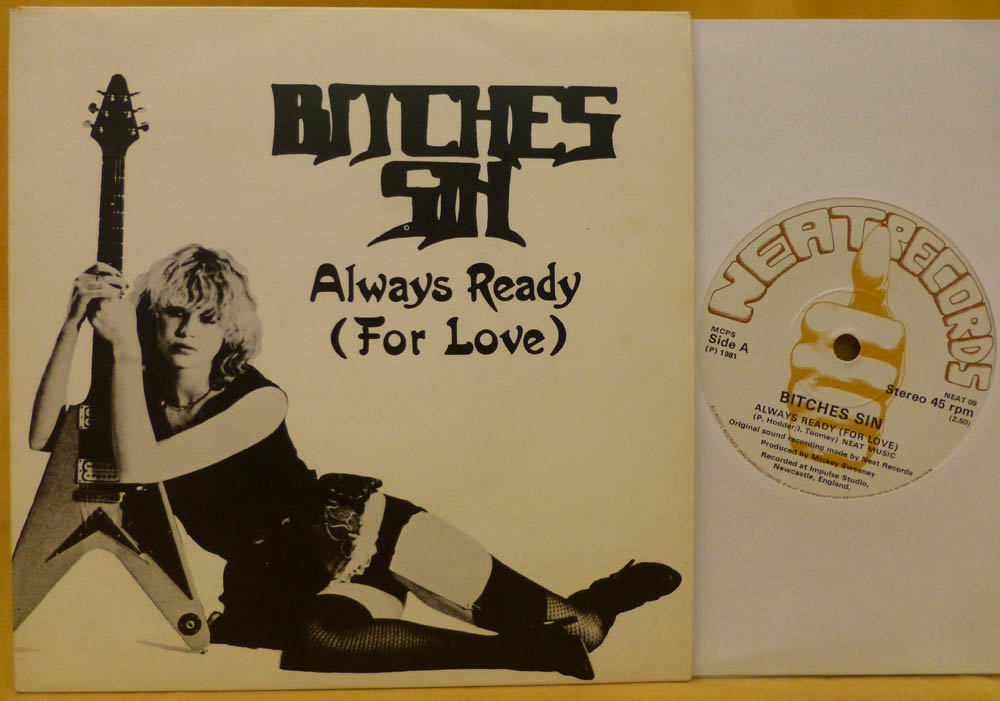 BITCHES
SIN
Always Ready
(For Love)
NEAT RECORDS
MCPS
Side A
(P) 1981
NEAT 09
Stereo 45 rpm
(2.50)
BITCHES SIN
ALWAYS READY (FOR LOVE)
(P. Hodder/I. Toomey) NEAT MUSIC
Original sound recording made by Neat Records
Produced by Mickey Sweeney
Recorded at Impulse Studio,
Newcastle, England.